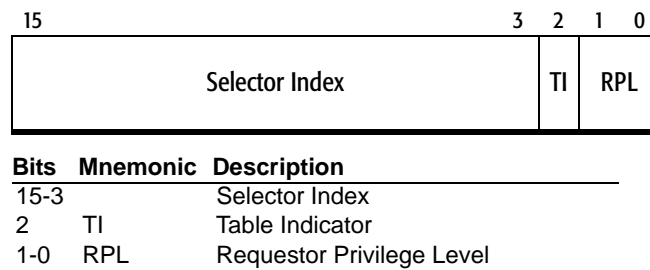 15 3 2 1 0
Selector Index TI RPL
Bits Mnemonic Description
15-3 Selector Index
2 TI Table Indicator
1-0 RPL Requestor Privilege Level